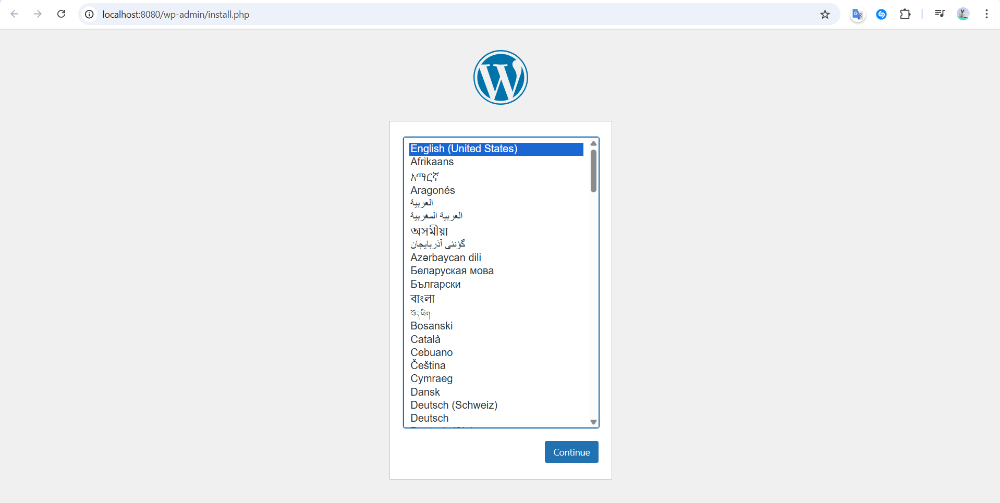 localhost:8080/wp-admin/install.php
English (United States)
Afrikaans
አማርኛ
Aragonés
العربية
العربية المغربية
অসমীয়া
گؤنئی آذربایجان
Azərbaycan dili
Беларуская мова
Български
বাংলা
བོད་ཡིག
Bosanski
Català
Cebuano
Čeština
Cymraeg
Dansk
Deutsch (Schweiz)
Deutsch
Continue